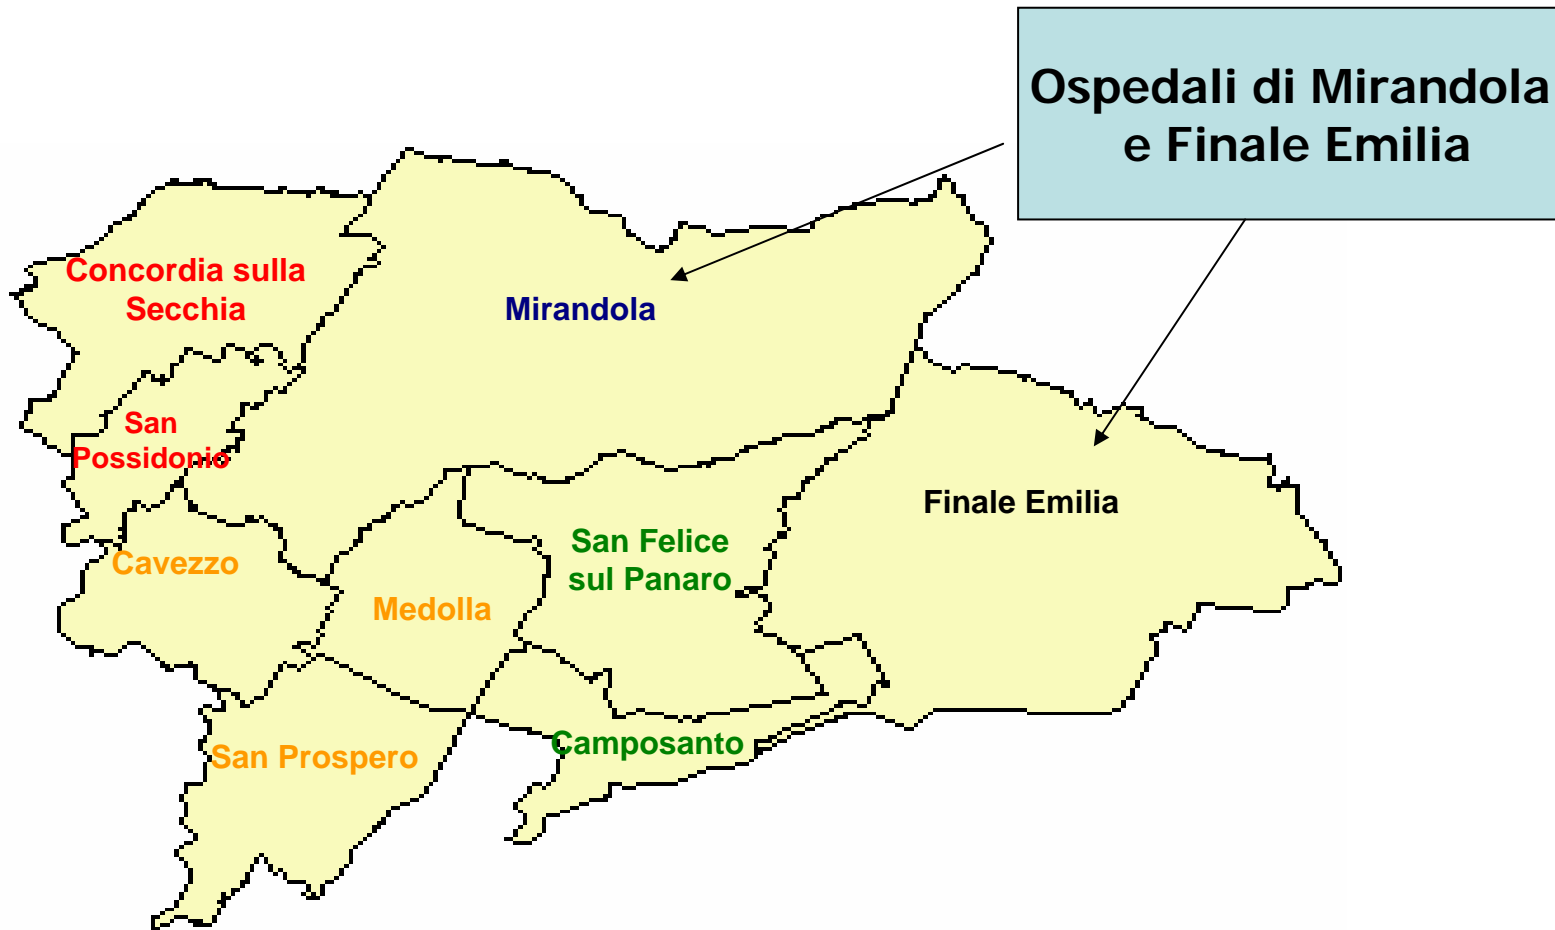 Ospedali di Mirandola
e Finale Emilia
Concordia sulla
Secchia
Mirandola
San
Possidonio
Finale Emilia
San Felice
sul Panaro
Cavezzo
Medolla
San Prospero
Camposanto